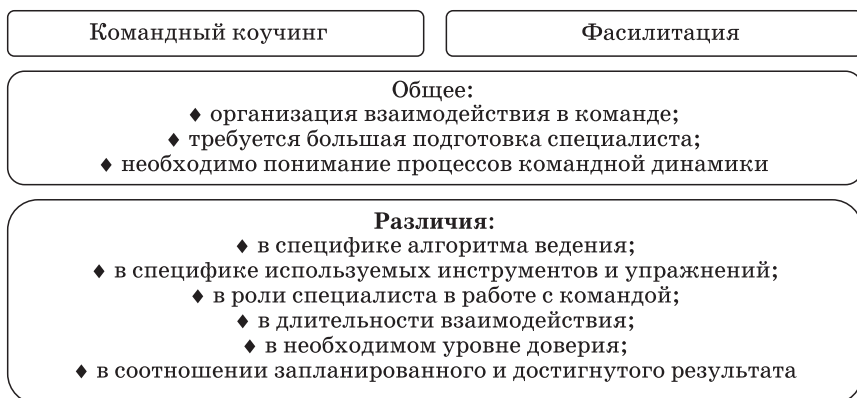 Командный коучинг
Фасилитация
Общее:
♦ организация взаимодействия в команде;
♦ требуется большая подготовка специалиста;
♦ необходимо понимание процессов командной динамики
Различия:
♦ в специфике алгоритма ведения;
♦ в специфике используемых инструментов и упражнений;
♦ в роли специалиста в работе с командой;
♦ в длительности взаимодействия;
♦ в необходимом уровне доверия;
♦ в соотношении запланированного и достигнутого результата